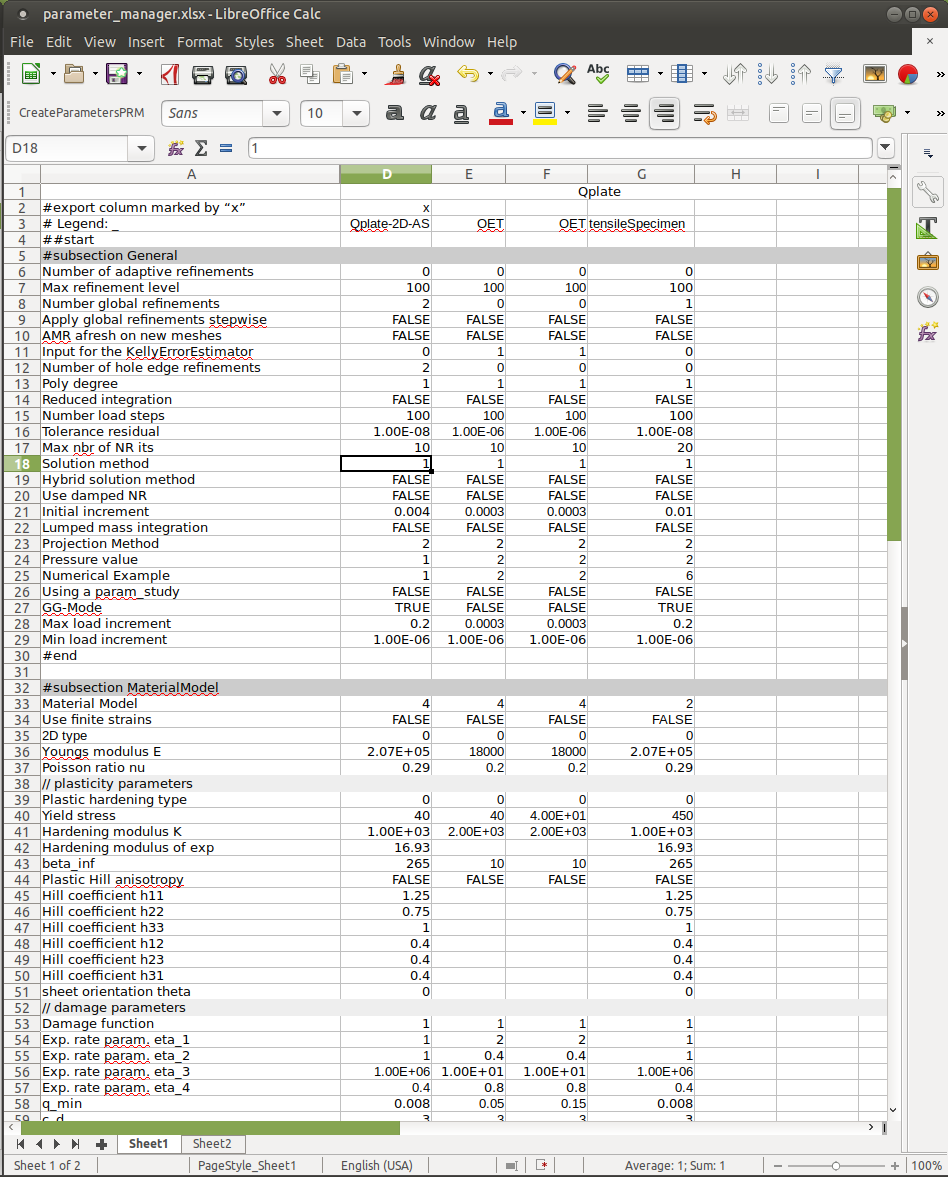 parameter_manager.xlsx - LibreOffice Calc
File Edit View Insert Format Styles Sheet Data Tools Window Help
CreateParametersPRM Sans 10
D18 1
A D E F G H I
1 Qplate
2 #export column marked by “x” x
3 # Legend: _ Qplate-2D-AS OET OET tensileSpecimen
4 ##start
5 #subsection General
6 Number of adaptive refinements 0 0 0 0
7 Max refinement level 100 100 100 100
8 Number global refinements 2 0 0 1
9 Apply global refinements stepwise FALSE FALSE FALSE FALSE
10 AMR afresh on new meshes FALSE FALSE FALSE FALSE
11 Input for the KellyErrorEstimator 0 1 1 0
12 Number of hole edge refinements 2 0 0 0
13 Poly degree 1 1 1 1
14 Reduced integration FALSE FALSE FALSE FALSE
15 Number load steps 100 100 100 100
16 Tolerance residual 1.00E-08 1.00E-06 1.00E-06 1.00E-08
17 Max nbr of NR its 10 10 10 20
18 Solution method 1 1 1 1
19 Hybrid solution method FALSE FALSE FALSE FALSE
20 Use damped NR FALSE FALSE FALSE FALSE
21 Initial increment 0.004 0.0003 0.0003 0.01
22 Lumped mass integration FALSE FALSE FALSE FALSE
23 Projection Method 2 2 2 2
24 Pressure value 1 2 2 2
25 Numerical Example 1 2 2 6
26 Using a param_study FALSE FALSE FALSE FALSE
27 GG-Mode TRUE FALSE FALSE TRUE
28 Max load increment 0.2 0.0003 0.0003 0.2
29 Min load increment 1.00E-06 1.00E-06 1.00E-06 1.00E-06
30 #end
31
32 #subsection MaterialModel
33 Material Model 4 4 4 2
34 Use finite strains FALSE FALSE FALSE FALSE
35 2D type 0 0 0 0
36 Youngs modulus E 2.07E+05 18000 18000 2.07E+05
37 Poisson ratio nu 0.29 0.2 0.2 0.29
38 // plasticity parameters
39 Plastic hardening type 0 0 0 0
40 Yield stress 40 40 4.00E+01 450
41 Hardening modulus K 1.00E+03 2.00E+03 2.00E+03 1.00E+03
42 Hardening modulus of exp 16.93 16.93
43 beta_inf 265 10 10 265
44 Plastic Hill anisotropy FALSE FALSE FALSE FALSE
45 Hill coefficient h11 1.25 1.25
46 Hill coefficient h22 0.75 0.75
47 Hill coefficient h33 1 1
48 Hill coefficient h12 0.4 0.4
49 Hill coefficient h23 0.4 0.4
50 Hill coefficient h31 0.4 0.4
51 sheet orientation theta 0 0
52 // damage parameters
53 Damage function 1 1 1 1
54 Exp. rate param. eta_1 1 2 2 1
55 Exp. rate param. eta_2 1 0.4 0.4 1
56 Exp. rate param. eta_3 1.00E+06 1.00E+01 1.00E+01 1.00E+06
57 Exp. rate param. eta_4 0.4 0.8 0.8 0.4
58 q_min 0.008 0.05 0.15 0.008
59 c_d 3 3 3 3
Sheet1 Sheet2
Sheet 1 of 2 PageStyle_Sheet1 English (USA) Average: 1; Sum: 1 100%